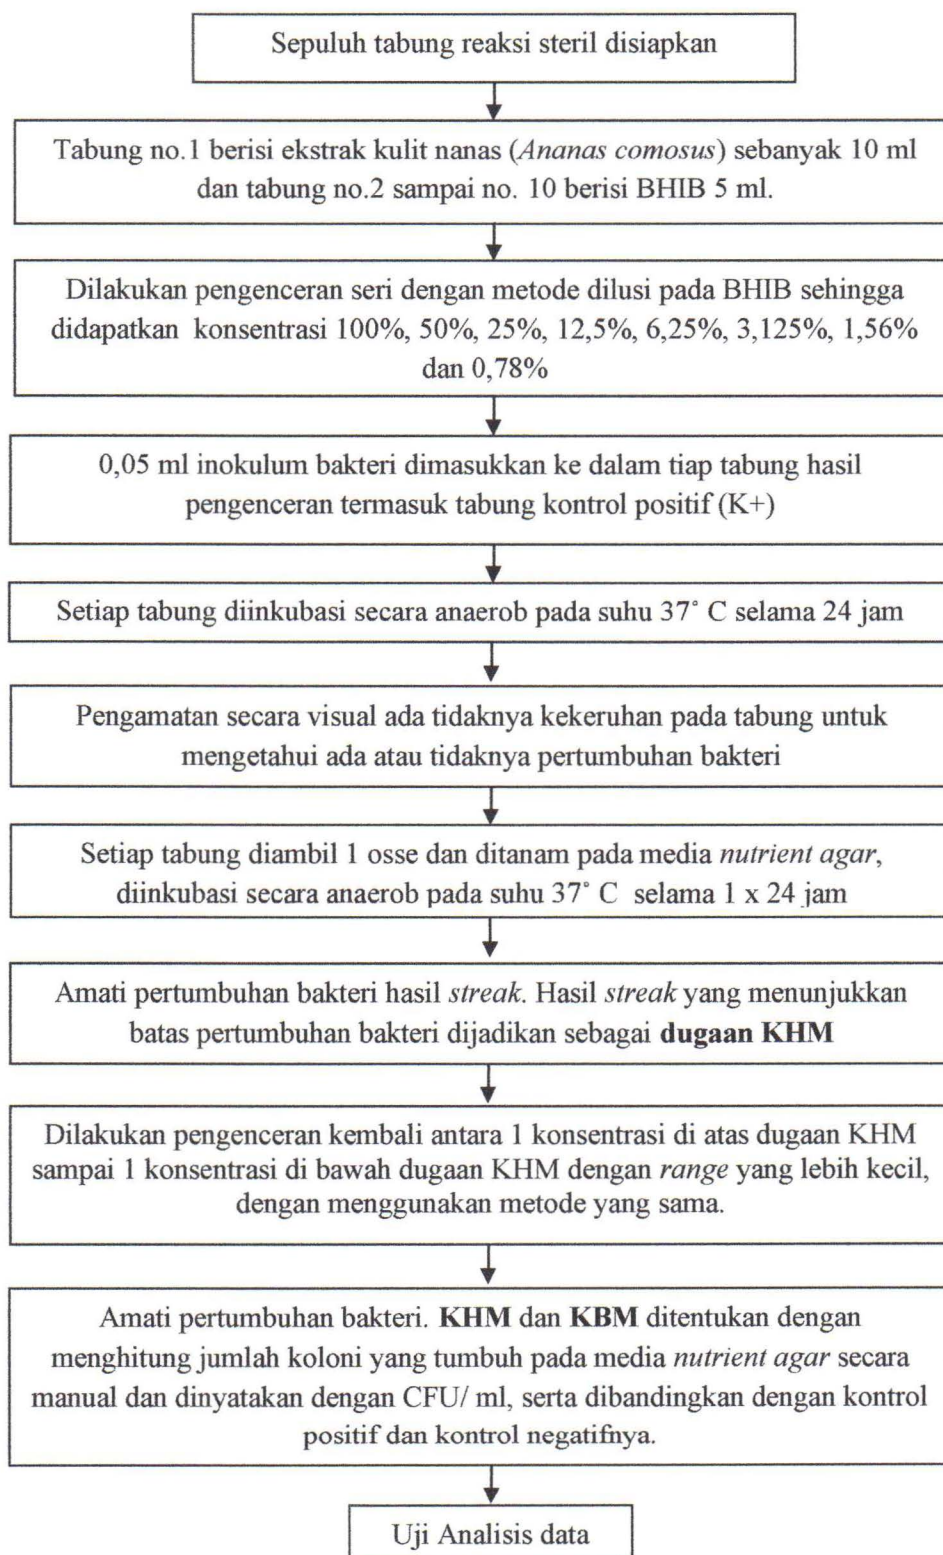 Sepuluh tabung reaksi steril disiapkan
Tabung no.1 berisi ekstrak kulit nanas (Ananas comosus) sebanyak 10 ml
dan tabung no.2 sampai no. 10 berisi BHIB 5 ml.
Dilakukan pengenceran seri dengan metode dilusi pada BHIB sehingga
didapatkan konsentrasi 100%, 50%, 25%, 12,5%, 6,25%, 3,125%, 1,56%
dan 0,78%
0,05 ml inokulum bakteri dimasukkan ke dalam tiap tabung hasil
pengenceran termasuk tabung kontrol positif (K+)
Setiap tabung diinkubasi secara anaerob pada suhu 37˚ C selama 24 jam
Pengamatan secara visual ada tidaknya kekeruhan pada tabung untuk
mengetahui ada atau tidaknya pertumbuhan bakteri
Setiap tabung diambil 1 osse dan ditanam pada media nutrient agar,
diinkubasi secara anaerob pada suhu 37˚ C selama 1 x 24 jam
Amati pertumbuhan bakteri hasil streak. Hasil streak yang menunjukkan
batas pertumbuhan bakteri dijadikan sebagai dugaan KHM
Dilakukan pengenceran kembali antara 1 konsentrasi di atas dugaan KHM
sampai 1 konsentrasi di bawah dugaan KHM dengan range yang lebih kecil,
dengan menggunakan metode yang sama.
Amati pertumbuhan bakteri. KHM dan KBM ditentukan dengan
menghitung jumlah koloni yang tumbuh pada media nutrient agar secara
manual dan dinyatakan dengan CFU/ ml, serta dibandingkan dengan kontrol
positif dan kontrol negatifnya.
Uji Analisis data